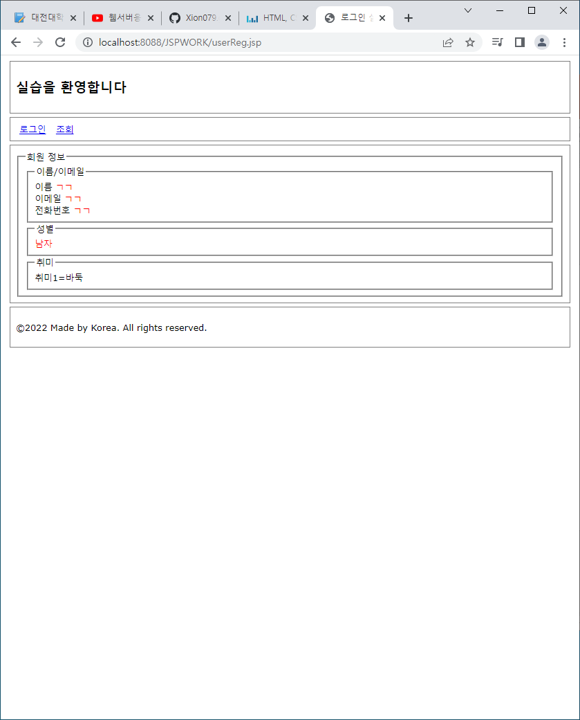 대전대학
웹서버응
Xion079
HTML, C
로그인
localhost:8088/JSPWORK/userReg.jsp
실습을 환영합니다
로그인 조회
회원 정보
이름/이메일
이름 ㄱㄱ
이메일 ㄱㄱ
전화번호 ㄱㄱ
성별
남자
취미
취미1=바둑
©2022 Made by Korea. All rights reserved.